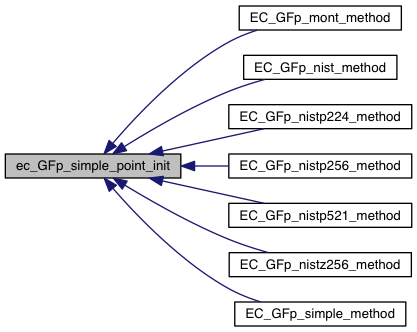 EC_GFp_mont_method
EC_GFp_nist_method
EC_GFp_nistp224_method
ec_GFp_simple_point_init
EC_GFp_nistp256_method
EC_GFp_nistp521_method
EC_GFp_nistz256_method
EC_GFp_simple_method